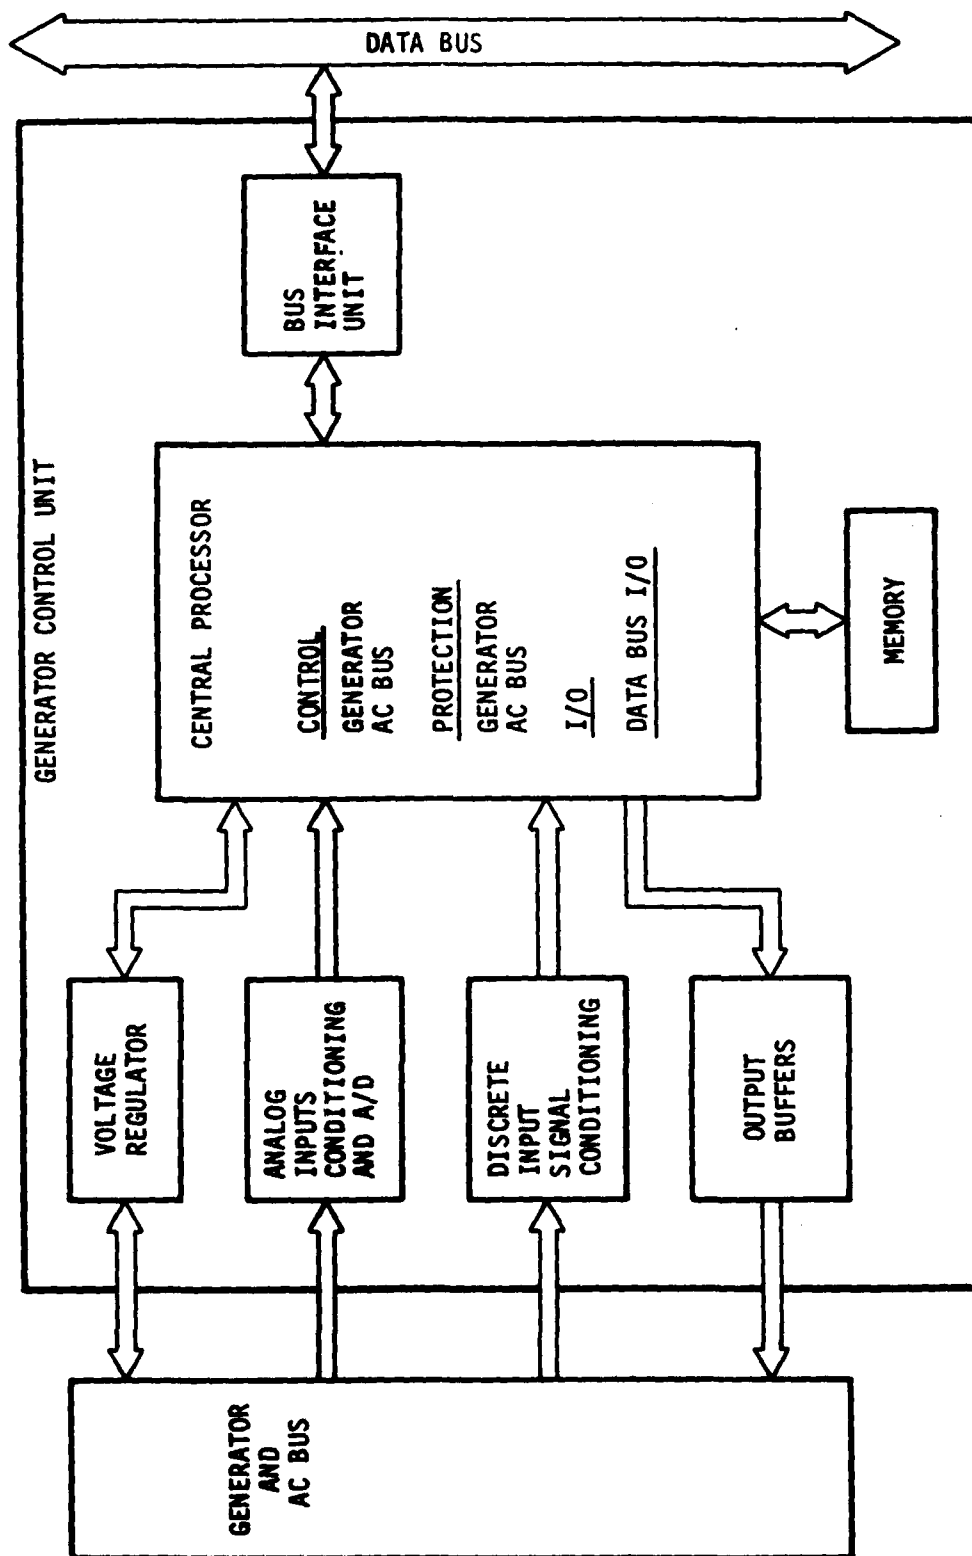 GENERATOR CONTROL UNIT
GENERATOR
AND
AC BUS
VOLTAGE
REGULATOR
ANALOG
INPUTS
CONDITIONING
AND A/D
DISCRETE
INPUT
SIGNAL
CONDITIONING
OUTPUT
BUFFERS
CENTRAL PROCESSOR
CONTROL
GENERATOR
AC BUS
PROTECTION
GENERATOR
AC BUS
I/O
DATA BUS I/O
MEMORY
BUS
INTERFACE
UNIT
DATA BUS